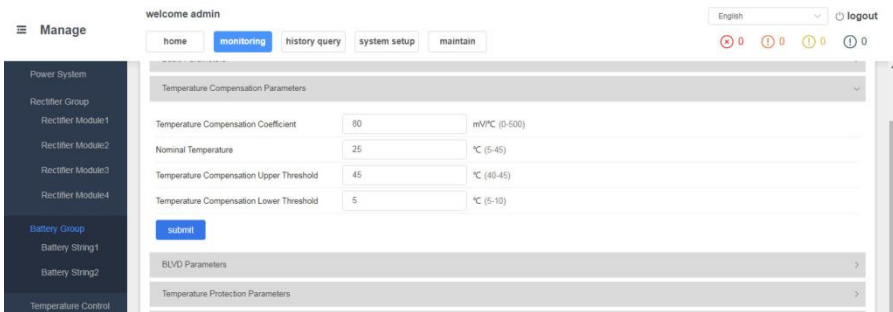 welcome admin
English
logout
Manage
home
monitoring
history query
system setup
maintain
0
0
0
0
Power System
Rectifier Group
Rectifier Module1
Rectifier Module2
Rectifier Module3
Rectifier Module4
Battery Group
Battery String1
Battery String2
Temperature Control
Temperature Compensation Parameters
Temperature Compensation Coefficient 80 mV/℃ (0-500)
Nominal Temperature 25 ℃ (5-45)
Temperature Compensation Upper Threshold 45 ℃ (40-45)
Temperature Compensation Lower Threshold 5 ℃ (5-10)
submit
BLVD Parameters
Temperature Protection Parameters